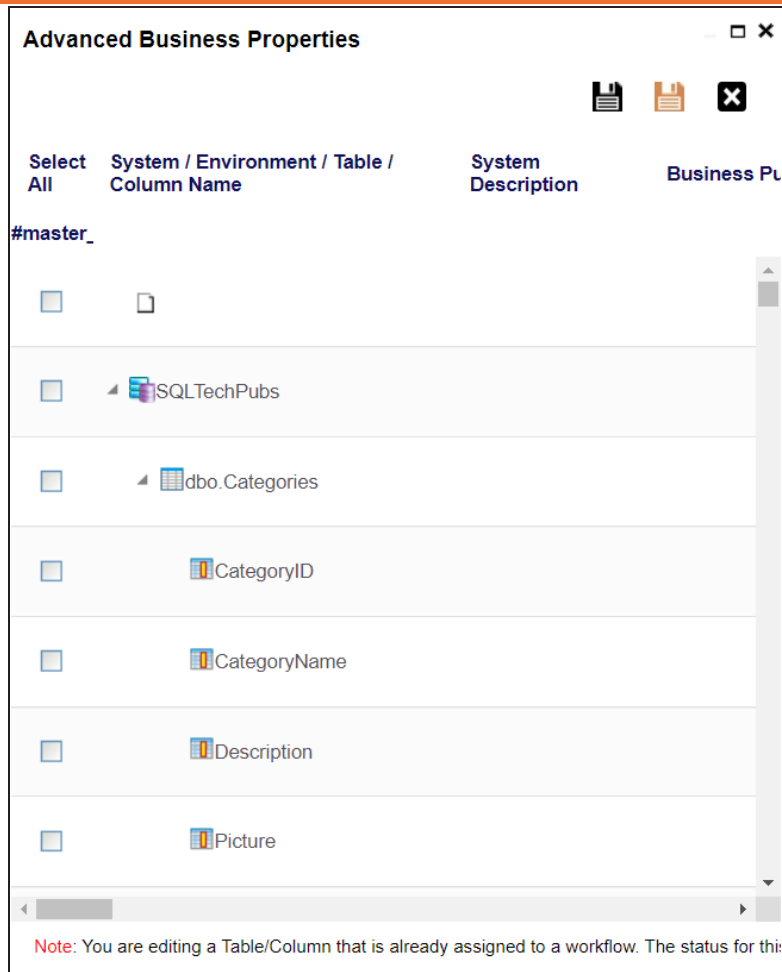 Advanced Business Properties
Select All
System / Environment / Table / Column Name
System Description
Business Pu
#master_
SQLTechPubs
dbo.Categories
CategoryID
CategoryName
Description
Picture
Note: You are editing a Table/Column that is already assigned to a workflow. The status for this